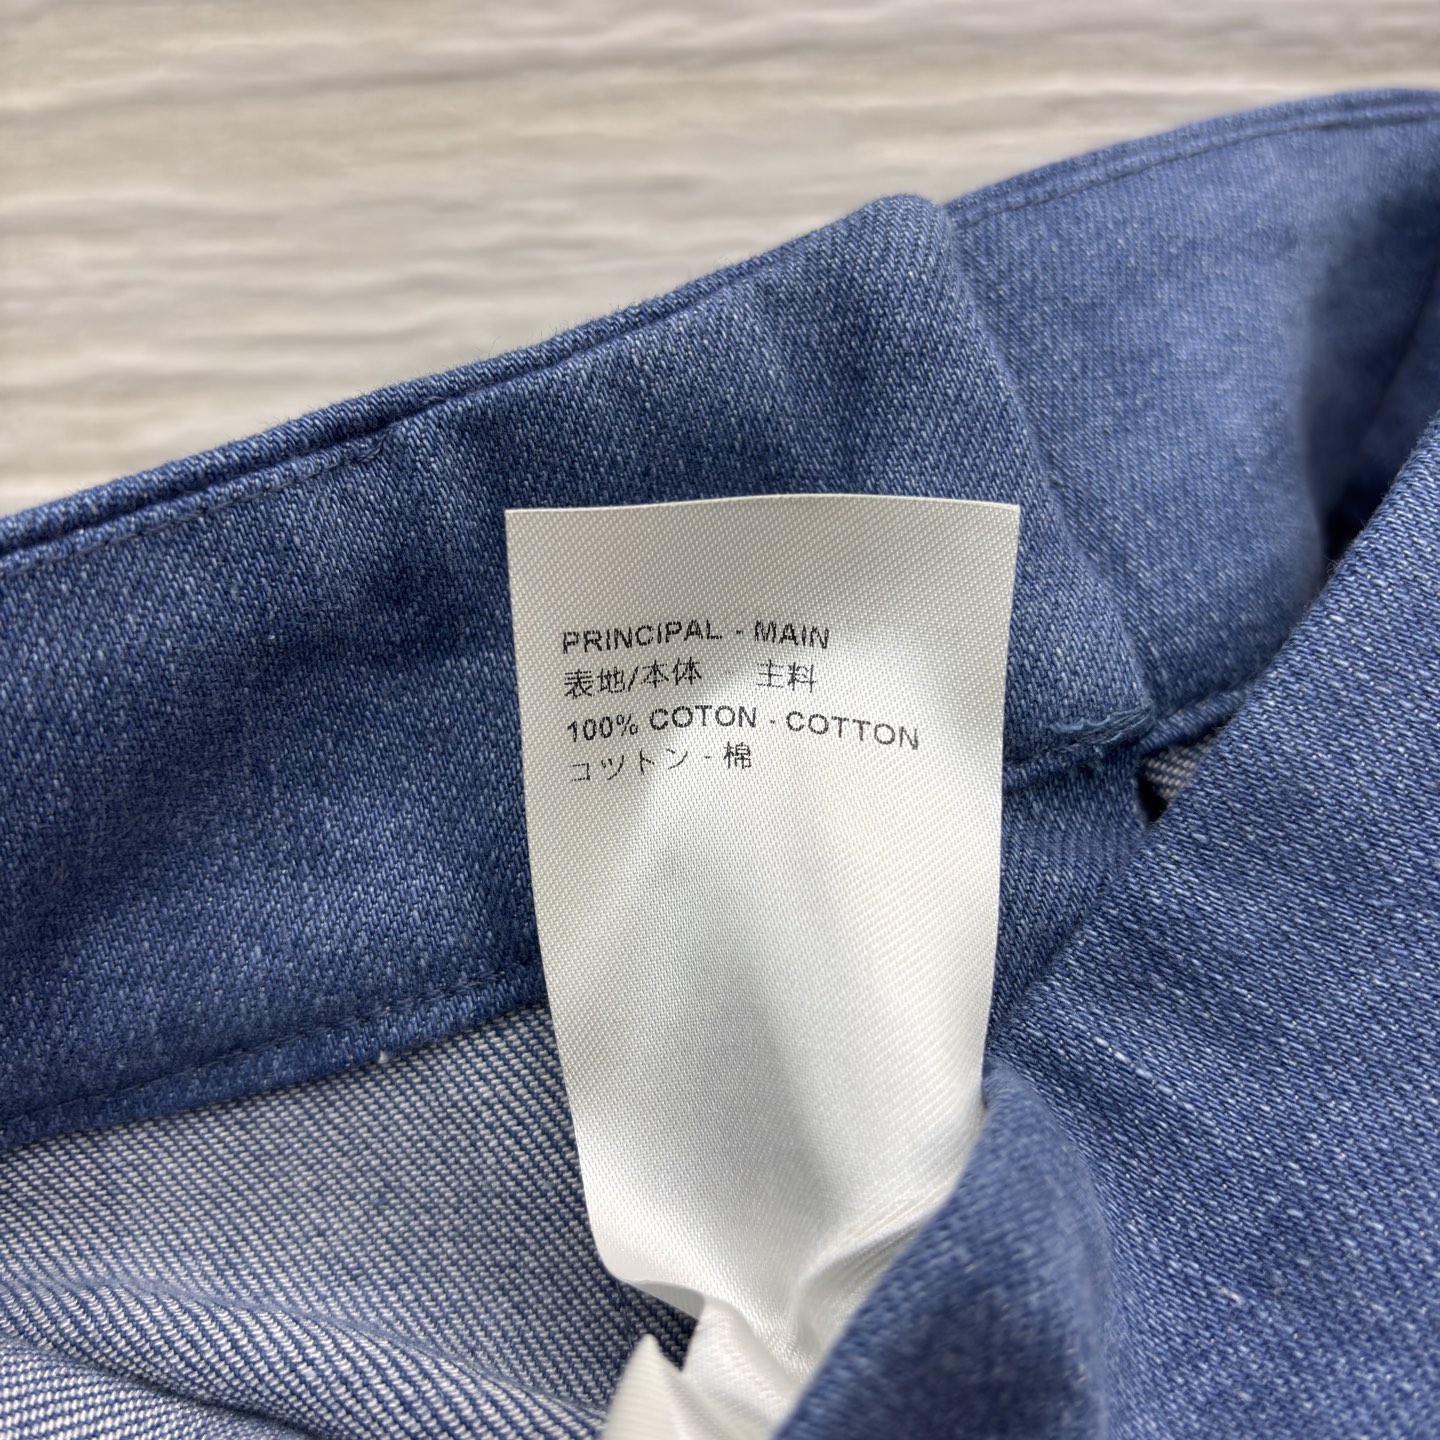 PRINCIPAL - MAIN
表地/本体 主料
100% COTON - COTTON
コットン - 棉